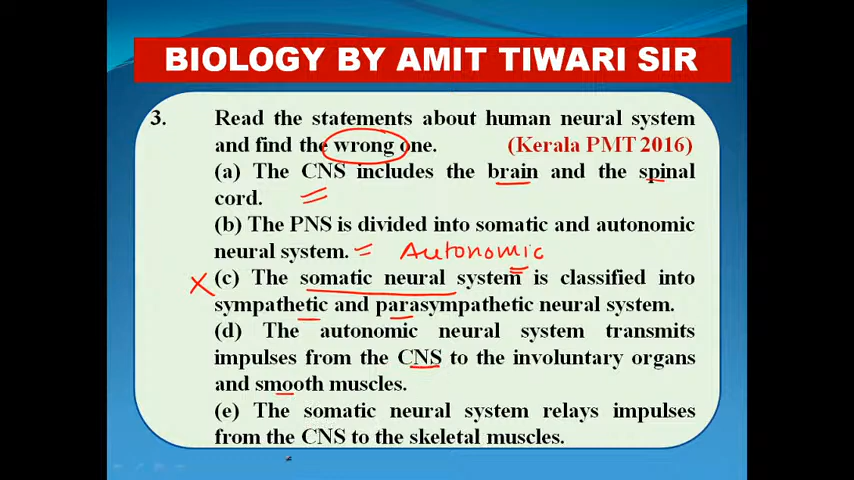 BIOLOGY BY AMIT TIWARI SIR
3. Read the statements about human neural system
and find the wrong one. (Kerala PMT 2016)
(a) The CNS includes the brain and the spinal
cord.
(b) The PNS is divided into somatic and autonomic
neural system. = Autonomic
X (c) The somatic neural system is classified into
sympathetic and parasympathetic neural system.
(d) The autonomic neural system transmits
impulses from the CNS to the involuntary organs
and smooth muscles.
(e) The somatic neural system relays impulses
from the CNS to the skeletal muscles.